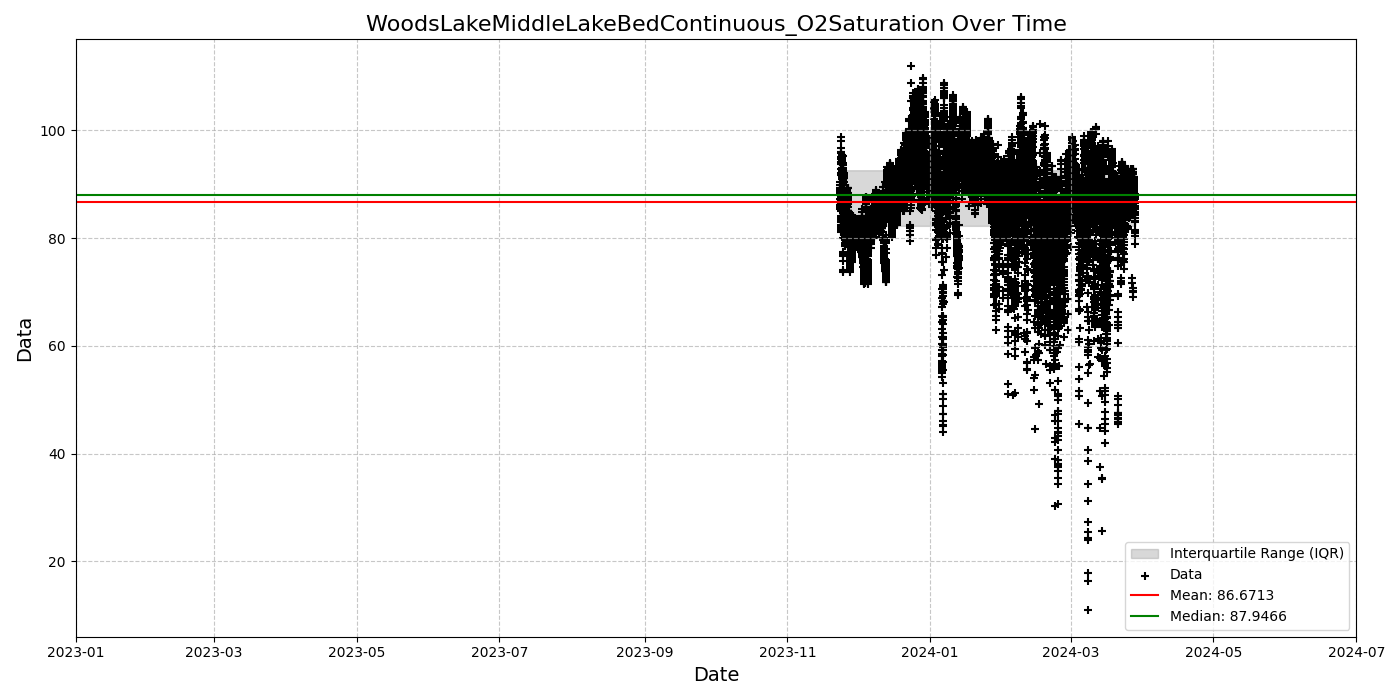 WoodsLakeMiddleLakeBedContinuous_O2Saturation Over Time
Data
100
80
60
40
20
Interquartile Range (IQR)
Data
Mean: 86.6713
Median: 87.9466
2023-01 2023-03 2023-05 2023-07 2023-09 2023-11 2024-01 2024-03 2024-05 2024-07
Date